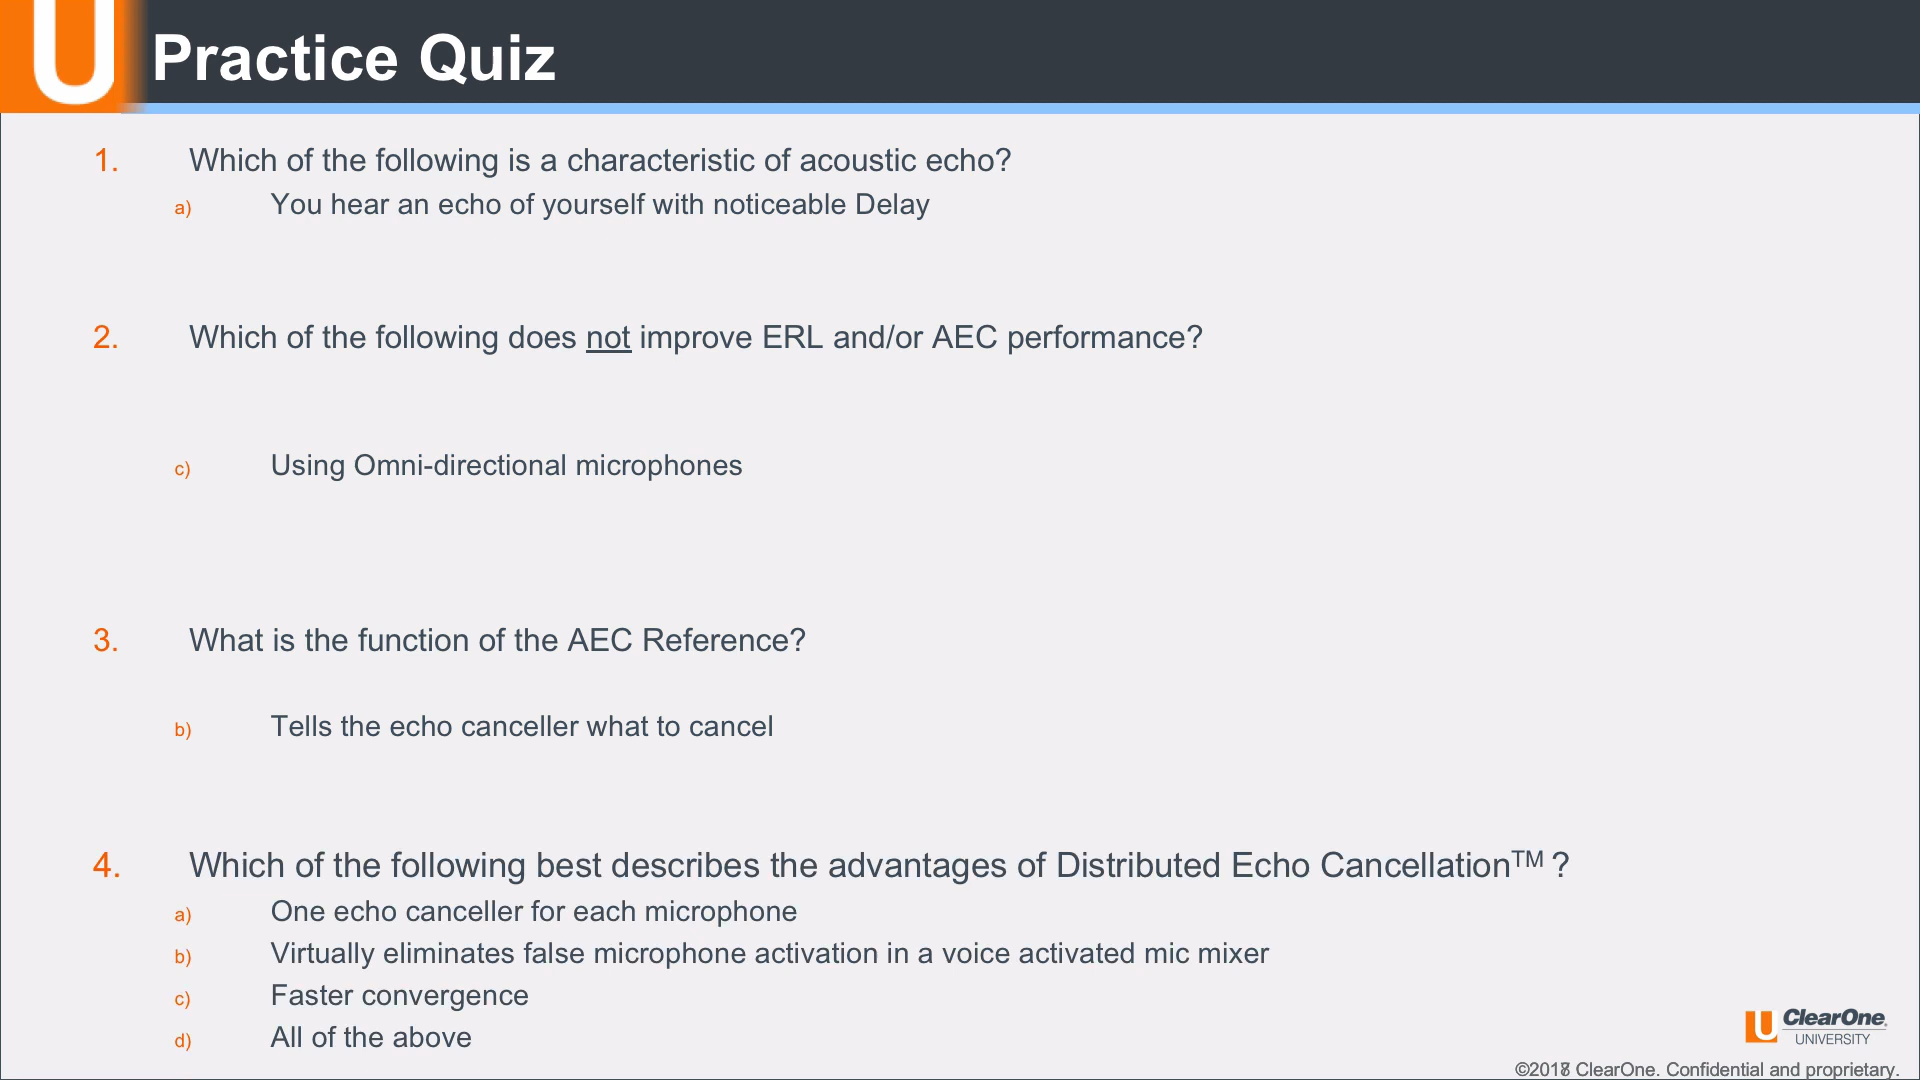 U Practice Quiz
1. Which of the following is a characteristic of acoustic echo?
a) You hear an echo of yourself with noticeable Delay
2. Which of the following does not improve ERL and/or AEC performance?
c) Using Omni-directional microphones
3. What is the function of the AEC Reference?
b) Tells the echo canceller what to cancel
4. Which of the following best describes the advantages of Distributed Echo Cancellation™ ?
a) One echo canceller for each microphone
b) Virtually eliminates false microphone activation in a voice activated mic mixer
c) Faster convergence
d) All of the above
U ClearOne.
UNIVERSITY
ClearOne. Confidential and proprietary.